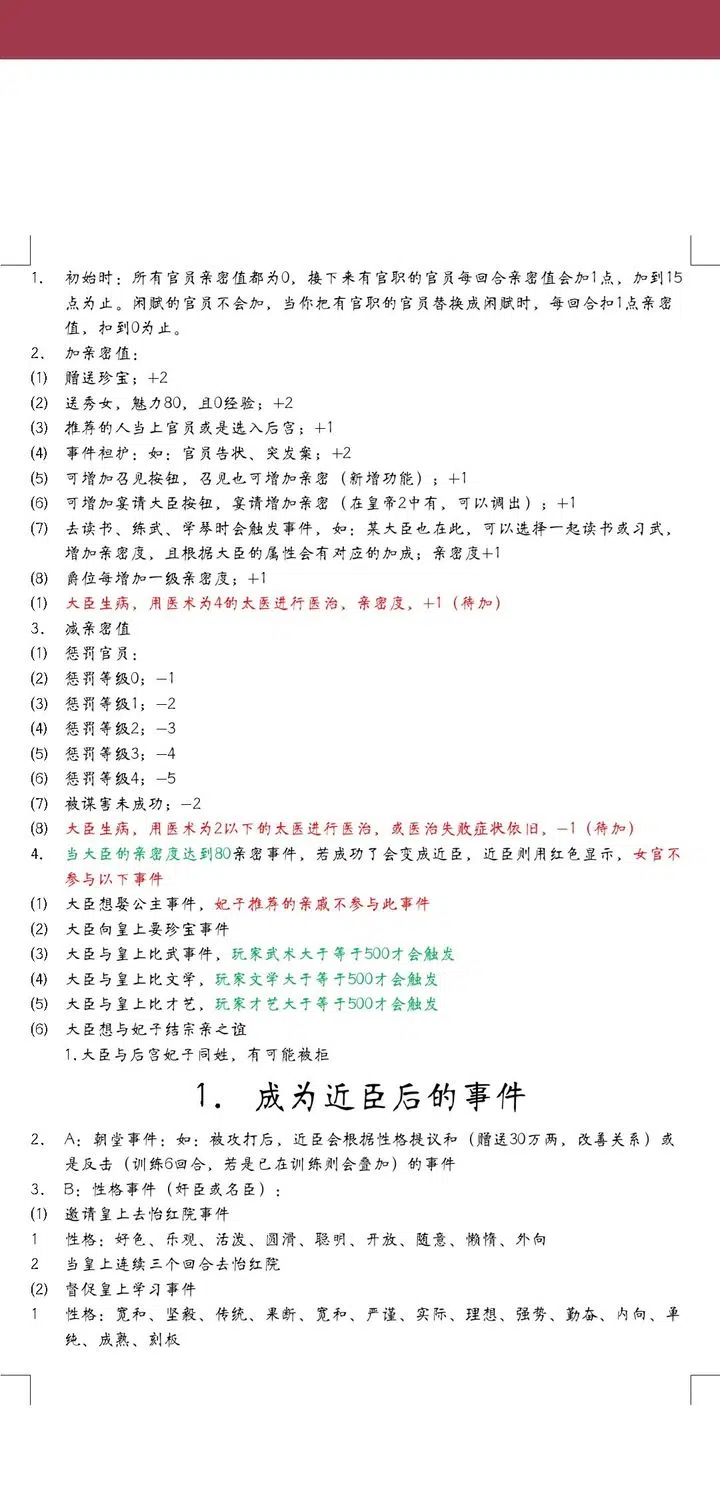 1. 初始时：所有官员亲密值都为0，接下来有官职的官员每回合亲密值会加1点，加到15
点为止。闲赋的官员不会加，当你把有官职的官员替换成闲赋时，每回合扣1点亲密
值，扣到0为止。
2、 加亲密值：
(1) 赠送珍宝；+2
(2) 送秀女，魅力80，且0经验；+2
(3) 推荐的人当上官员或是选入后宫；+1
(4) 事件袒护：如：官员告状、突发案；+2
(5) 可增加召见按钮，召见也可增加亲密（新增功能）；+1
(6) 可增加宴请大臣按钮，宴请增加亲密（在皇帝2中有，可以调出）；+1
(7) 去读书、练武、学琴时会触发事件，如：某大臣也在此，可以选择一起读书或习武，
增加亲密度，且根据大臣的属性会有对应的加成；亲密度+1
(8) 爵位每增加一级亲密度；+1
(1) 大臣生病，用医术为4的太医进行医治，亲密度，+1（待加）
3. 减亲密值
(1) 惩罚官员：
(2) 惩罚等级0；−1
(3) 惩罚等级1；−2
(4) 惩罚等级2；−3
(5) 惩罚等级3；−4
(6) 惩罚等级4；−5
(7) 被谋害未成功；−2
(8) 大臣生病，用医术为2以下的太医进行医治，或医治失败症状依旧，−1（待加）
4. 当大臣的亲密度达到80亲密事件，若成功了会变成近臣，近臣则用红色显示，女官不
参与以下事件
(1) 大臣想娶公主事件，妃子推荐的亲戚不参与此事件
(2) 大臣向皇上要珍宝事件
(3) 大臣与皇上比武事件，玩家武术大于等于500才会触发
(4) 大臣与皇上比文学，玩家文学大于等于500才会触发
(5) 大臣与皇上比才艺，玩家才艺大于等于500才会触发
(6) 大臣想与妃子结宗亲之谊
1.大臣与后宫妃子同姓，有可能被拒
1. 成为近臣后的事件
2、 A：朝堂事件：如：被攻打后，近臣会根据性格提议和（赠送30万两，改善关系）或
是反击（训练6回合，若是已在训练则会叠加）的事件
3. B：性格事件（奸臣或名臣）：
(1) 邀请皇上去怡红院事件
1 性格：好色、乐观、活泼、圆滑、聪明、开放、随意、懒惰、外向
2 当皇上连续三个回合去怡红院
(2) 督促皇上学习事件
1 性格：宽和、坚毅、传统、果断、宽和、严谨、实际、理想、强势、勤奋、内向、单
纯、成熟、刻板